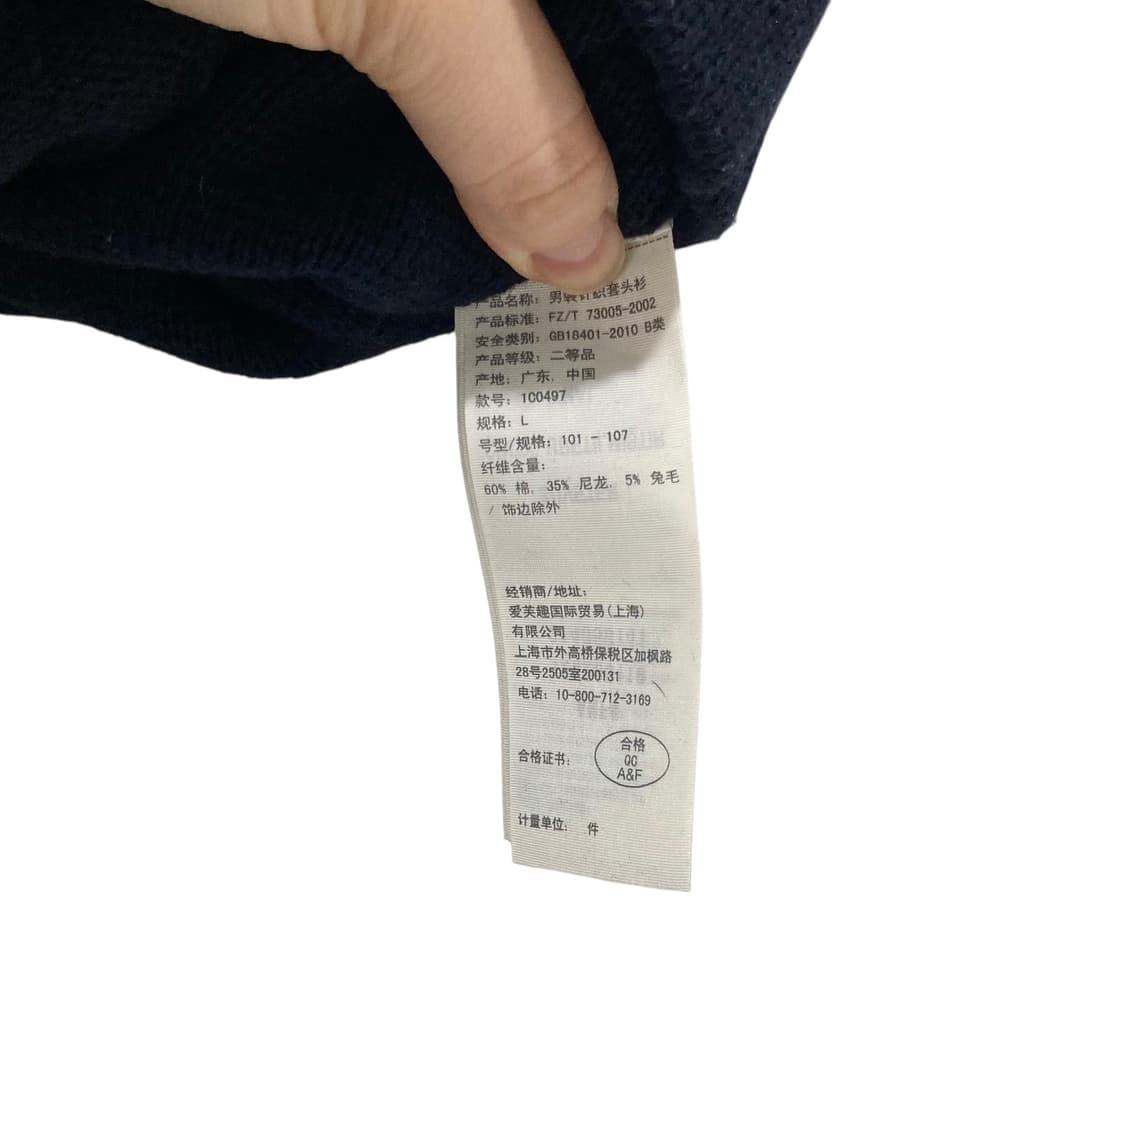 产品名称: 男装针织套头衫
产品标准: FZ/T 73005-2002
安全类别: GB18401-2010 B类
产品等级: 二等品
产地: 广东, 中国
款号: 100497
规格: L
号型/规格: 101 - 107
纤维含量:
60% 棉, 35% 尼龙, 5% 兔毛
/ 饰边除外
经销商/地址:
爱芙趣国际贸易(上海)
有限公司
上海市外高桥保税区加枫路
28号2505室200131
电话: 10-800-712-3169
合格证书:
合格
QC
A&F
计量单位: 件